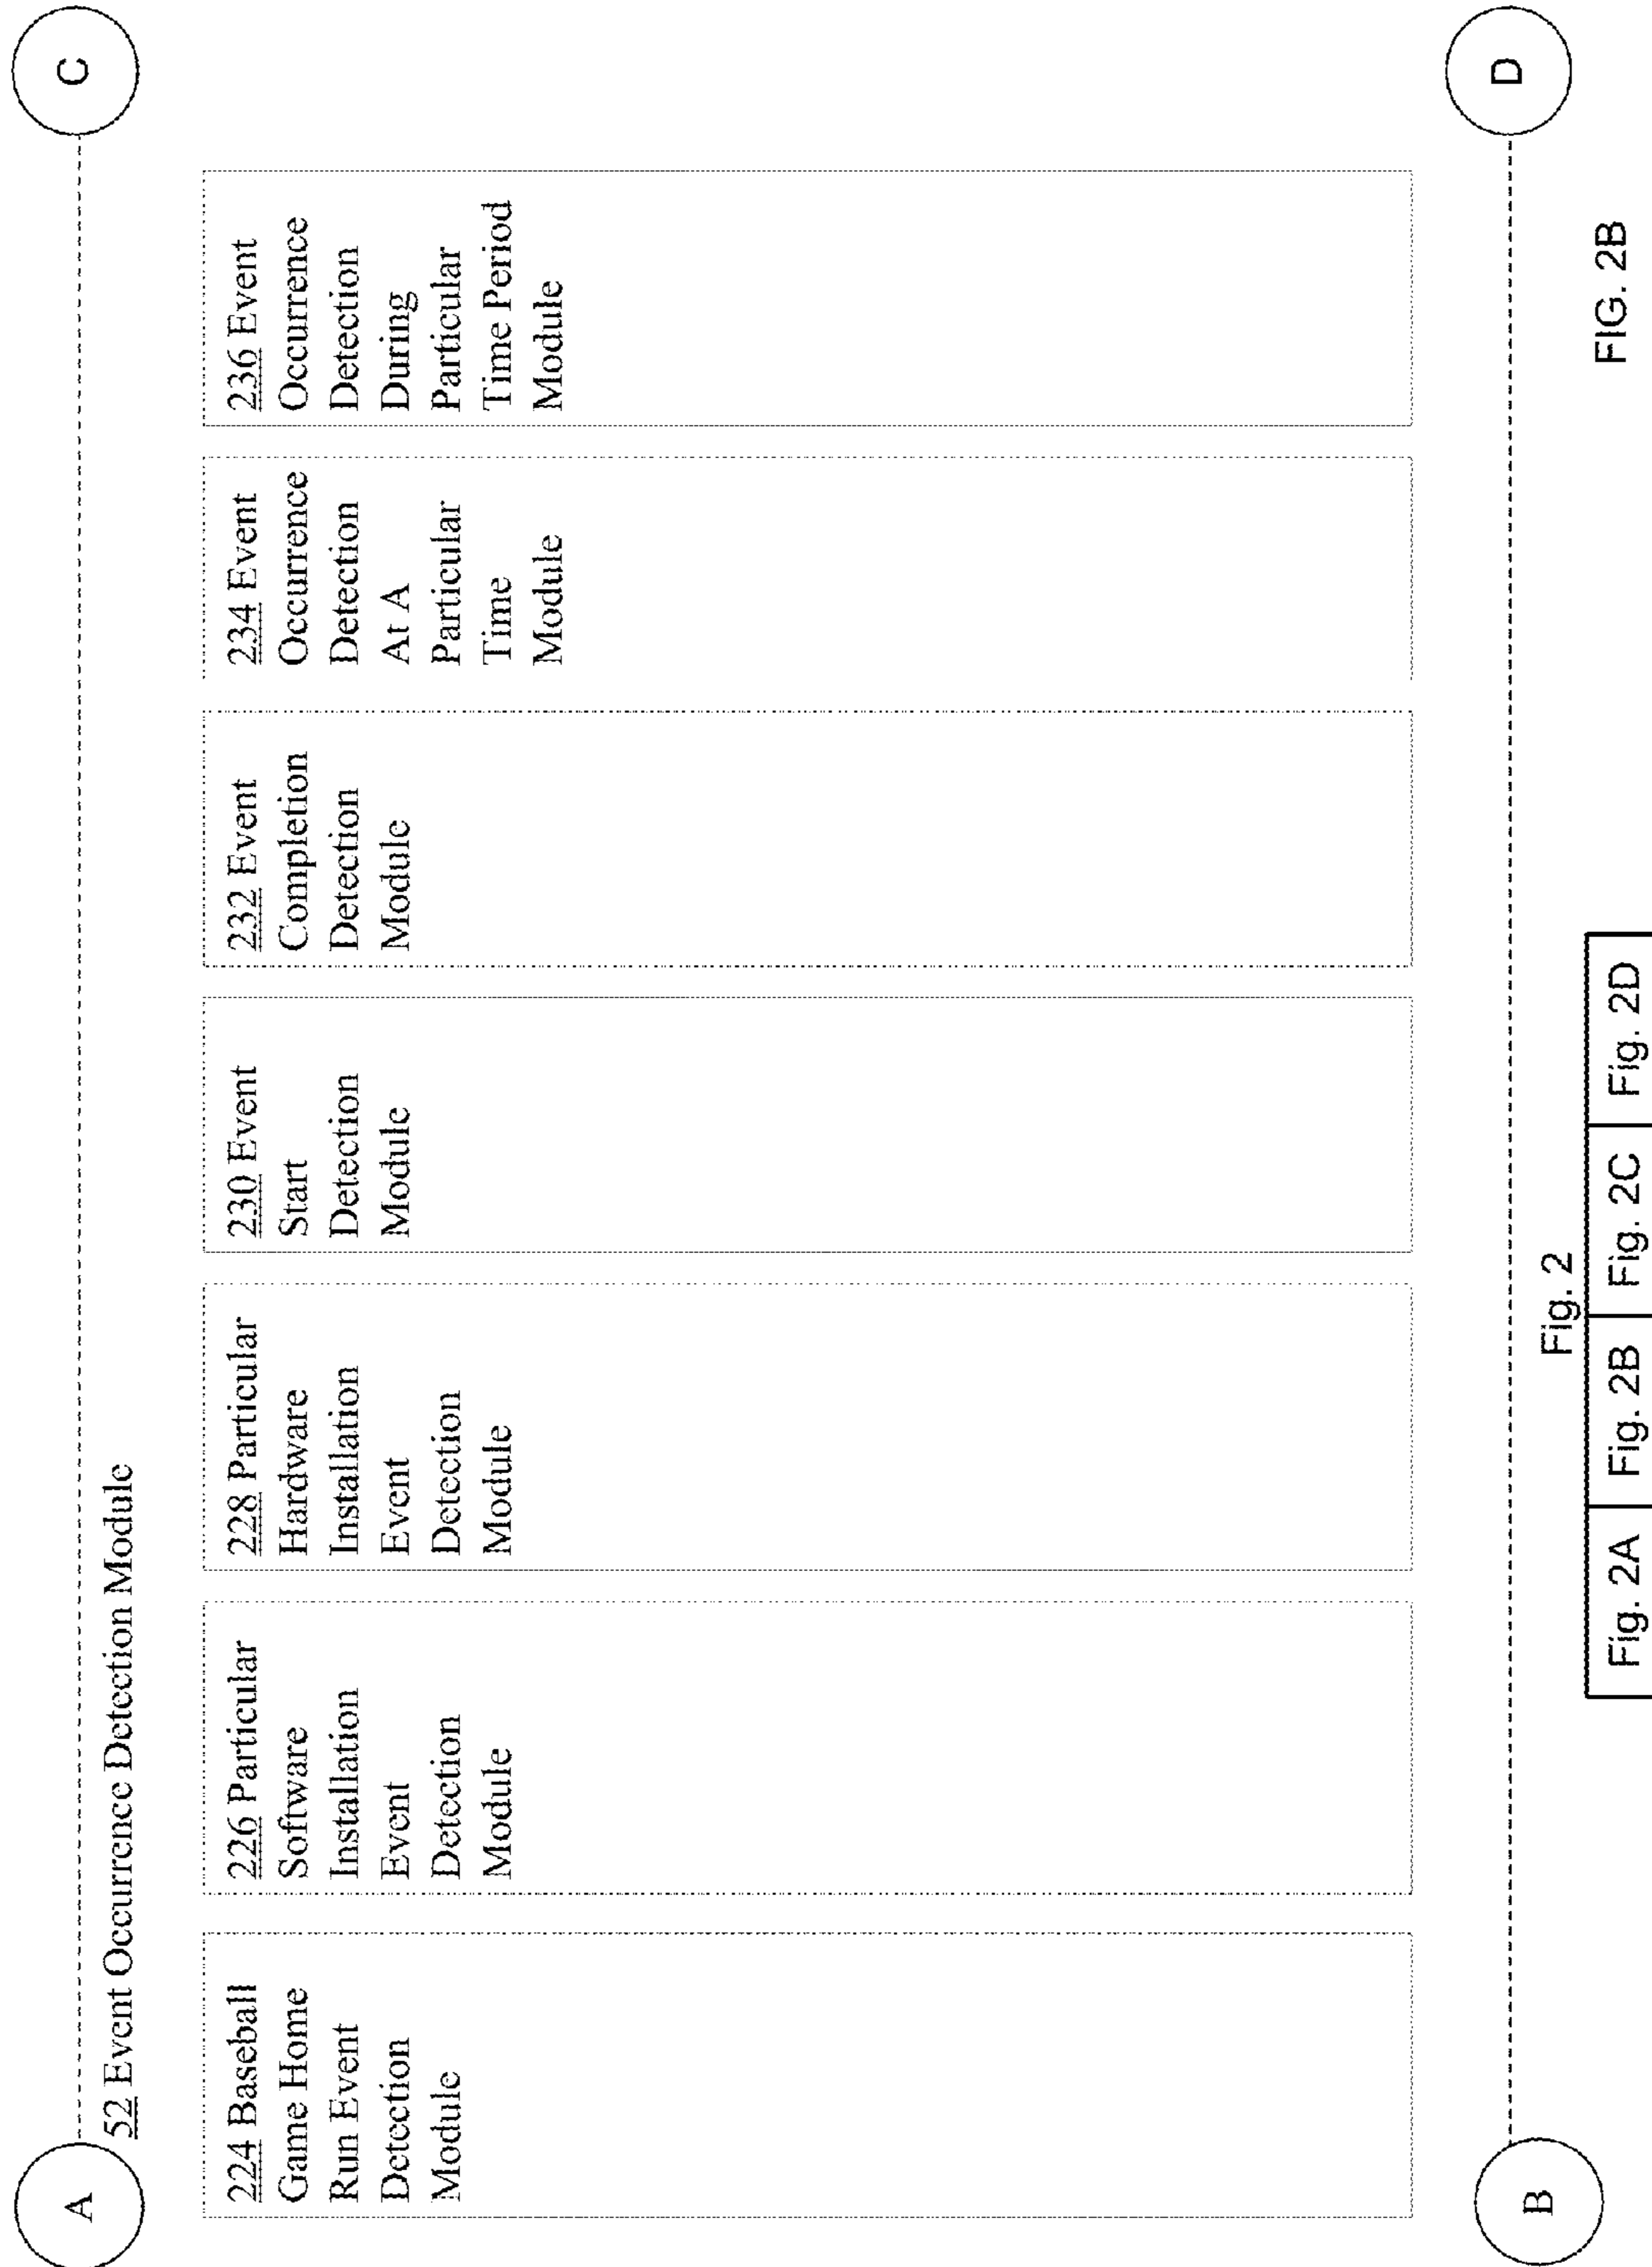 A
C
52 Event Occurrence Detection Module
224 Baseball
Game Home
Run Event
Detection
Module
226 Particular
Software
Installation
Event
Detection
Module
228 Particular
Hardware
Installation
Event
Detection
Module
230 Event
Start
Detection
Module
232 Event
Completion
Detection
Module
234 Event
Occurrence
Detection
At A
Particular
Time
Module
236 Event
Occurrence
Detection
During
Particular
Time Period
Module
B
D
Fig. 2
Fig. 2A Fig. 2B Fig. 2C Fig. 2D
FIG. 2B